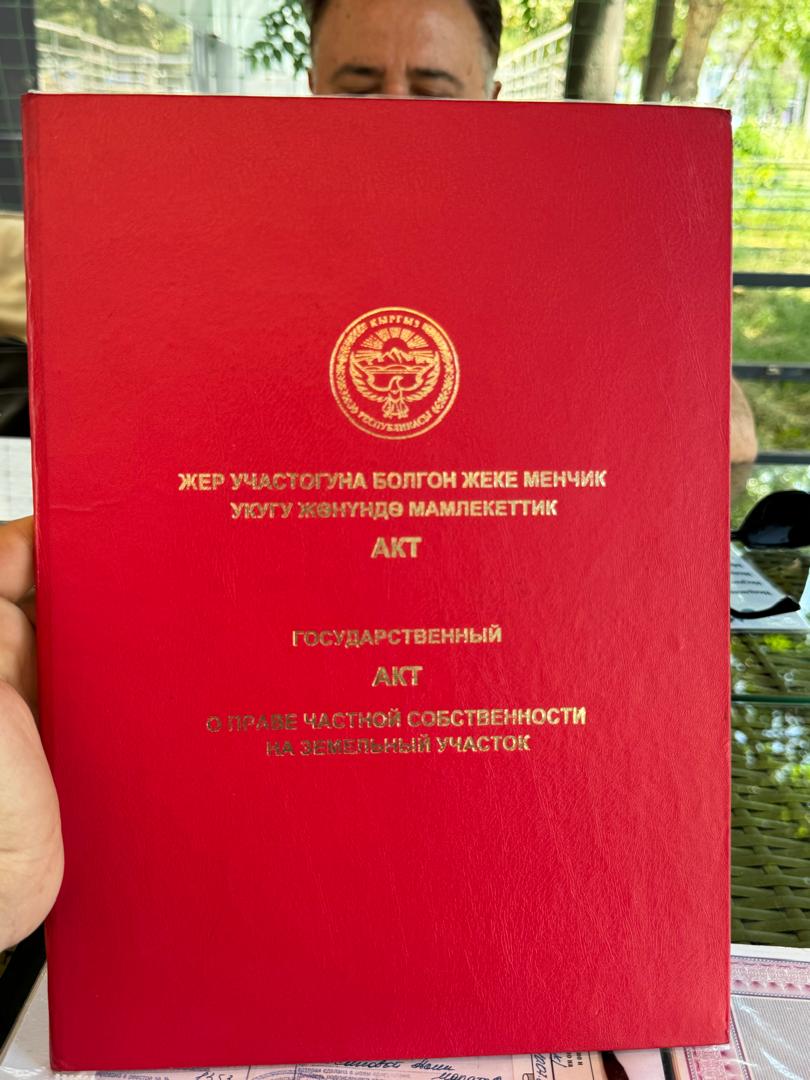 КЫРГЫЗ
РЕСПУБЛИКАСЫ
ЖЕР УЧАСТОГУНА БОЛГОН ЖЕКЕ МЕНЧИК
УКУГУ ЖӨНҮНДӨ МАМЛЕКЕТТИК
АКТ
ГОСУДАРСТВЕННЫЙ
АКТ
О ПРАВЕ ЧАСТНОЙ СОБСТВЕННОСТИ
НА ЗЕМЕЛЬНЫЙ УЧАСТОК